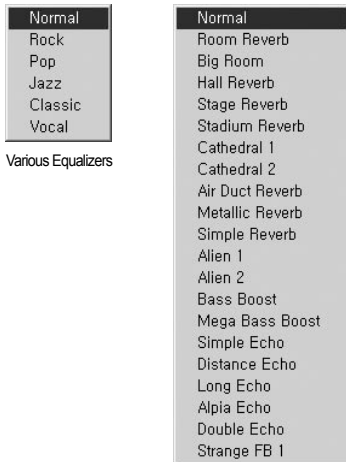 Normal
Rock
Pop
Jazz
Classic
Vocal
Various Equalizers
Normal
Room Reverb
Big Room
Hall Reverb
Stage Reverb
Stadium Reverb
Cathedral 1
Cathedral 2
Air Duct Reverb
Metallic Reverb
Simple Reverb
Alien 1
Alien 2
Bass Boost
Mega Bass Boost
Simple Echo
Distance Echo
Long Echo
Alpia Echo
Double Echo
Strange FB 1